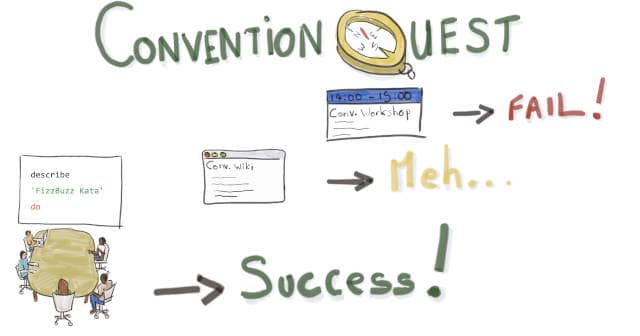 CONVENTION QUEST
14:00 - 15:00
Conv. Workshop
FAIL!
Conv. Wiki
Meh...
describe
'FizzBuzz Kata'
do
Success!